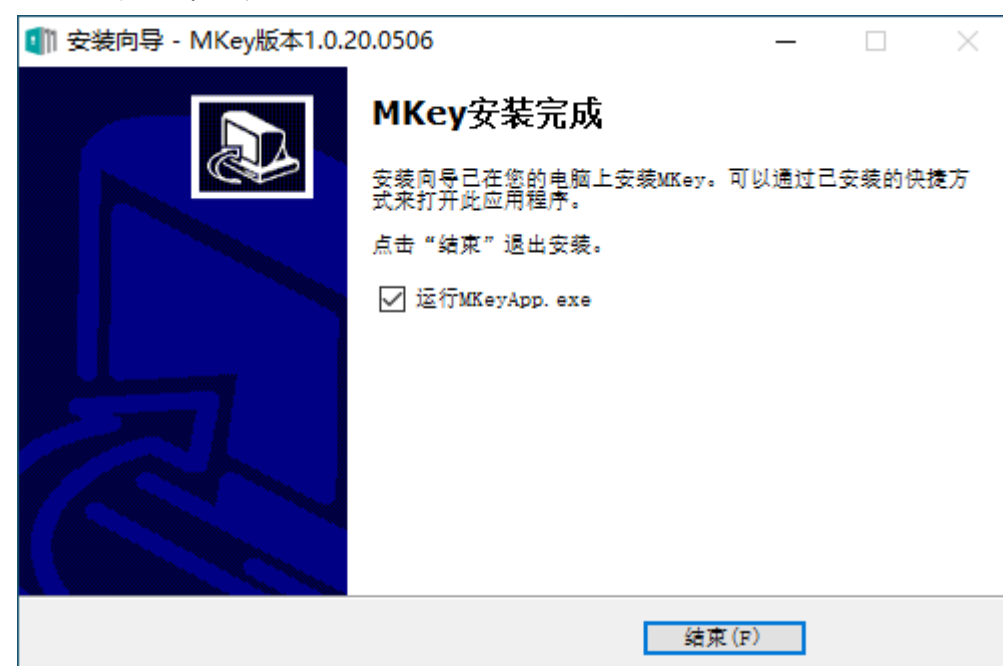 安装向导 - MKey版本1.0.20.0506
MKey安装完成
安装向导已在您的电脑上安装MKey。可以通过已安装的快捷方
式来打开此应用程序。
点击“结束”退出安装。
运行MKeyApp.exe
结束(F)